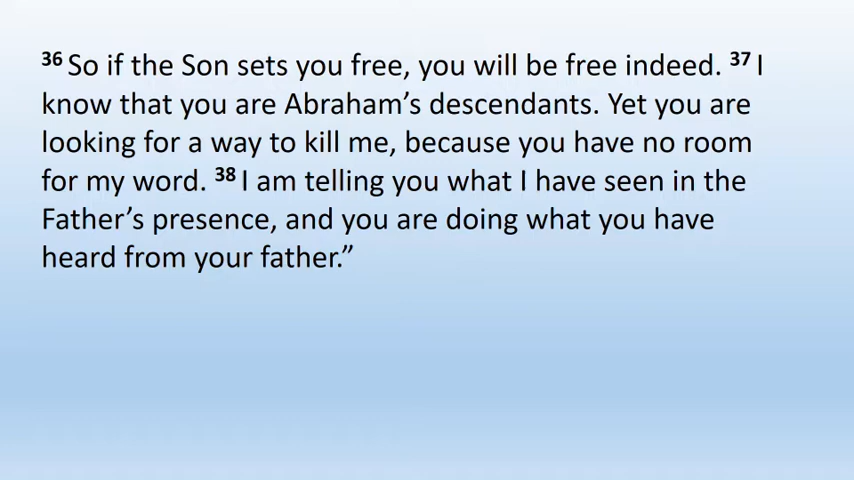 36 So if the Son sets you free, you will be free indeed. 37 I
know that you are Abraham’s descendants. Yet you are
looking for a way to kill me, because you have no room
for my word. 38 I am telling you what I have seen in the
Father’s presence, and you are doing what you have
heard from your father.”